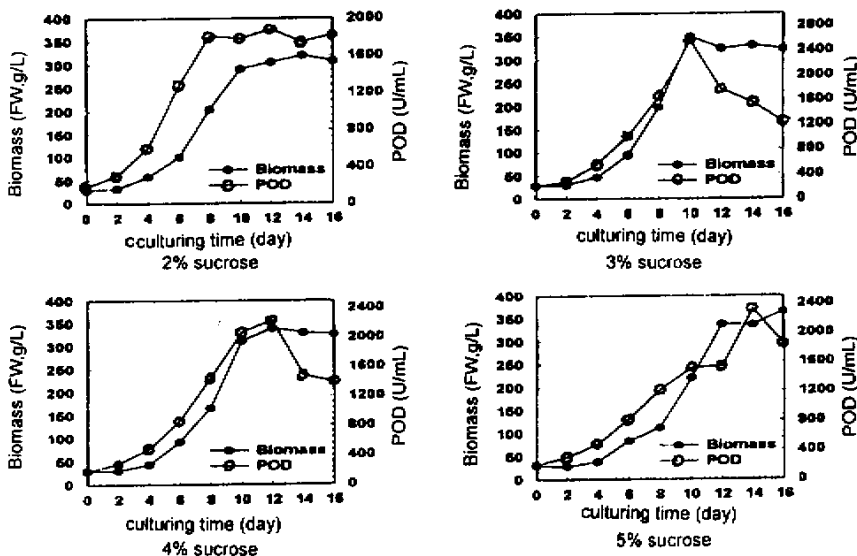 Biomass (FW,g/L)
400
350
300
250
200
150
100
50
0
2000
1600
1200
800
400
0
POD (U/mL)
Biomass
POD
0 2 4 6 8 10 12 14 16
cculturing time (day)
2% sucrose
Biomass (FW,g/L)
400
350
300
250
200
150
100
50
0
2800
2400
2000
1600
1200
800
400
0
POD (U/mL)
Biomass
POD
0 2 4 6 8 10 12 14 16
culturing time (day)
3% sucrose
Biomass (FW,g/L)
400
350
300
250
200
150
100
50
0
2400
2000
1600
1200
800
400
0
POD (U/mL)
Biomass
POD
0 2 4 6 8 10 12 14 16
culturing time (day)
4% sucrose
Biomass (FW,g/L)
400
350
300
250
200
150
100
50
0
2400
2000
1600
1200
800
400
0
POD (U/mL)
Biomass
POD
0 2 4 6 8 10 12 14 16
culturing time (day)
5% sucrose